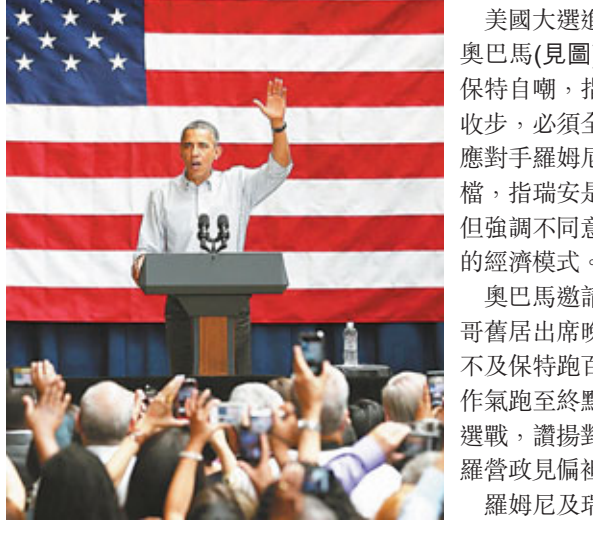 美國大選進
奧巴馬(見圖
保特自嘲，指
收步，必須全
應對手羅姆尼
檔，指瑞安是
但強調不同意
的經濟模式。
奧巴馬邀請
哥舊居出席晚
不及保特跑百
作氣跑至終點
選戰，讚揚對
羅營政見偏袒
羅姆尼及瑞